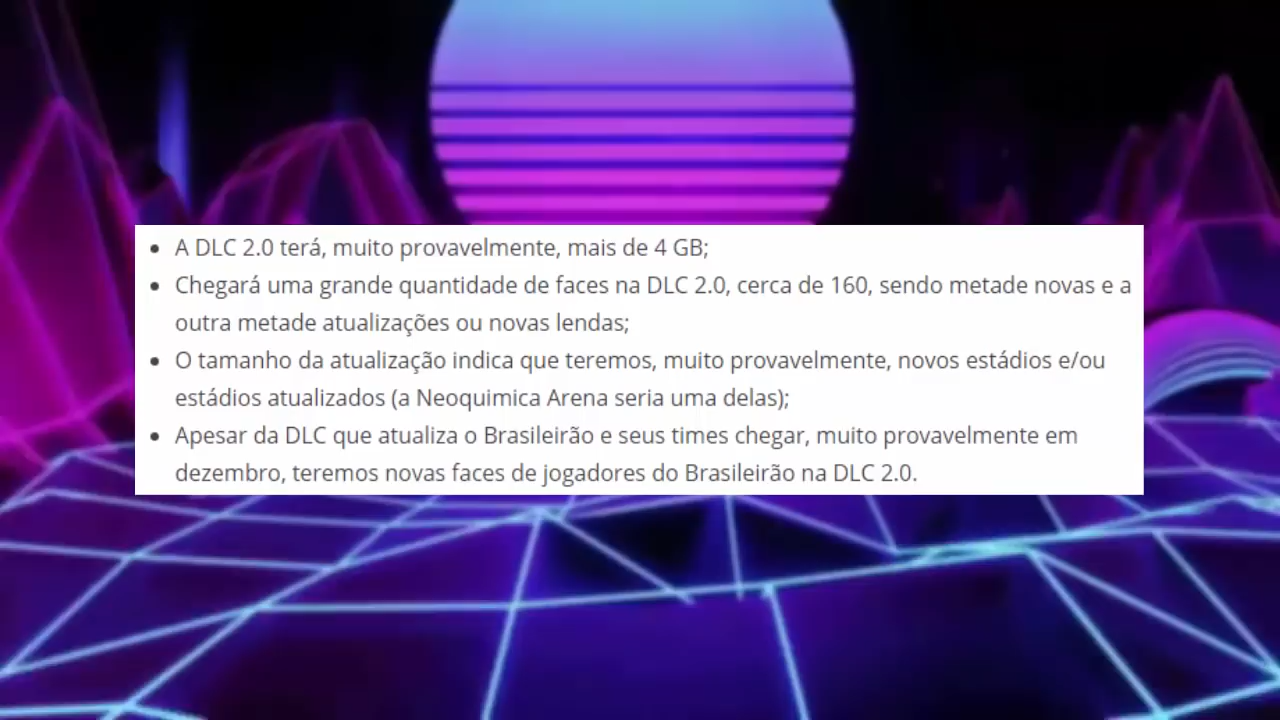 • A DLC 2.0 terá, muito provavelmente, mais de 4 GB;
• Chegará uma grande quantidade de faces na DLC 2.0, cerca de 160, sendo metade novas e a
outra metade atualizações ou novas lendas;
• O tamanho da atualização indica que teremos, muito provavelmente, novos estádios e/ou
estádios atualizados (a Neoquimica Arena seria uma delas);
• Apesar da DLC que atualiza o Brasileirão e seus times chegar, muito provavelmente em
dezembro, teremos novas faces de jogadores do Brasileirão na DLC 2.0.